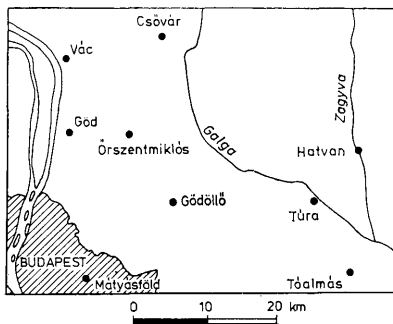 Csővár
Vác
Göd
Őrszentmiklós
Galga
Zagyva
Hatvan
Gödöllő
Túra
BUDAPEST
Mátyásföld
Tóalmás
0 10 20
km